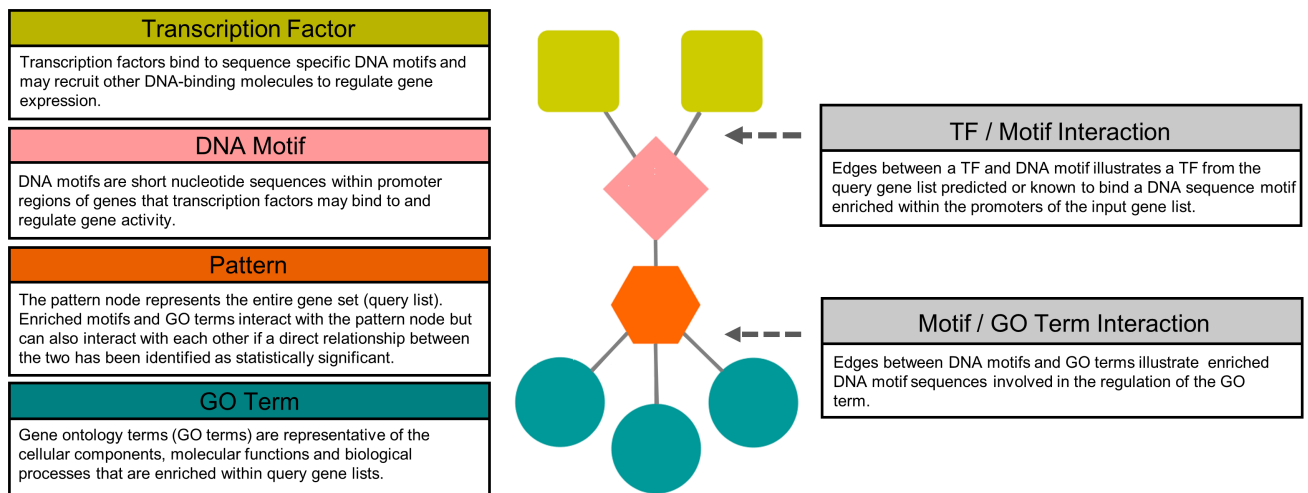 Transcription Factor
Transcription factors bind to sequence specific DNA motifs and
may recruit other DNA-binding molecules to regulate gene
expression.
DNA Motif
DNA motifs are short nucleotide sequences within promoter
regions of genes that transcription factors may bind to and
regulate gene activity.
Pattern
The pattern node represents the entire gene set (query list).
Enriched motifs and GO terms interact with the pattern node but
can also interact with each other if a direct relationship between
the two has been identified as statistically significant.
GO Term
Gene ontology terms (GO terms) are representative of the
cellular components, molecular functions and biological
processes that are enriched within query gene lists.
TF / Motif Interaction
Edges between a TF and DNA motif illustrates a TF from the
query gene list predicted or known to bind a DNA sequence motif
enriched within the promoters of the input gene list.
Motif / GO Term Interaction
Edges between DNA motifs and GO terms illustrate enriched
DNA motif sequences involved in the regulation of the GO
term.